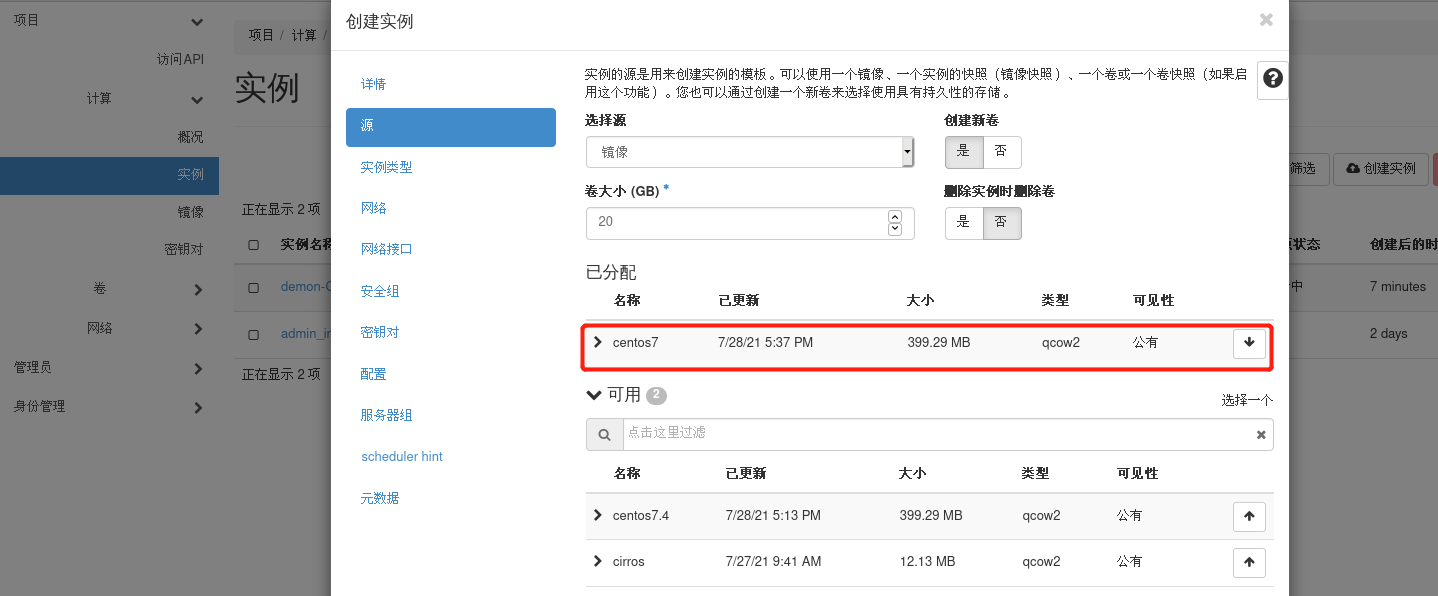 项目
访问API
计算
概况
实例
镜像
密钥对
卷
网络
管理员
身份管理
项目 / 计算 /
实例
筛选
创建实例
正在显示 2 项
实例名称
状态
创建后的时
demon-
中
7 minutes
admin_in
2 days
正在显示 2 项
创建实例
详情
源
实例类型
网络
网络接口
安全组
密钥对
配置
服务器组
scheduler hint
元数据
实例的源是用来创建实例的模板。可以使用一个镜像、一个实例的快照（镜像快照）、一个卷或一个卷快照（如果启
用这个功能）。您也可以通过创建一个新卷来选择使用具有持久性的存储。
选择源
创建新卷
镜像
是 否
卷大小 (GB) *
删除实例时删除卷
20
是 否
已分配
名称 已更新 大小 类型 可见性
centos7 7/28/21 5:37 PM 399.29 MB qcow2 公有
可用 2
选择一个
点击这里过滤
名称 已更新 大小 类型 可见性
centos7.4 7/28/21 5:13 PM 399.29 MB qcow2 公有
cirros 7/27/21 9:41 AM 12.13 MB qcow2 公有